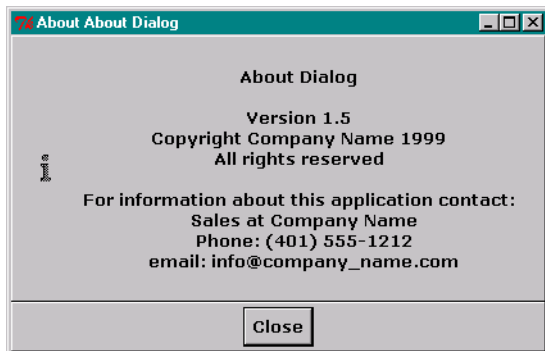 About About Dialog
About Dialog
Version 1.5
Copyright Company Name 1999
All rights reserved
i
For information about this application contact:
Sales at Company Name
Phone: (401) 555-1212
email: info@company_name.com
Close